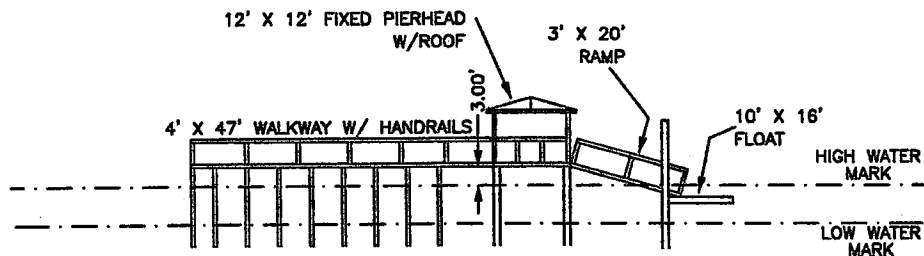 12' X 12' FIXED PIERHEAD
W/ROOF
3' X 20'
RAMP
3.00'
4' X 47' WALKWAY W/ HANDRAILS
10' X 16'
FLOAT
HIGH WATER
MARK
LOW WATER
MARK